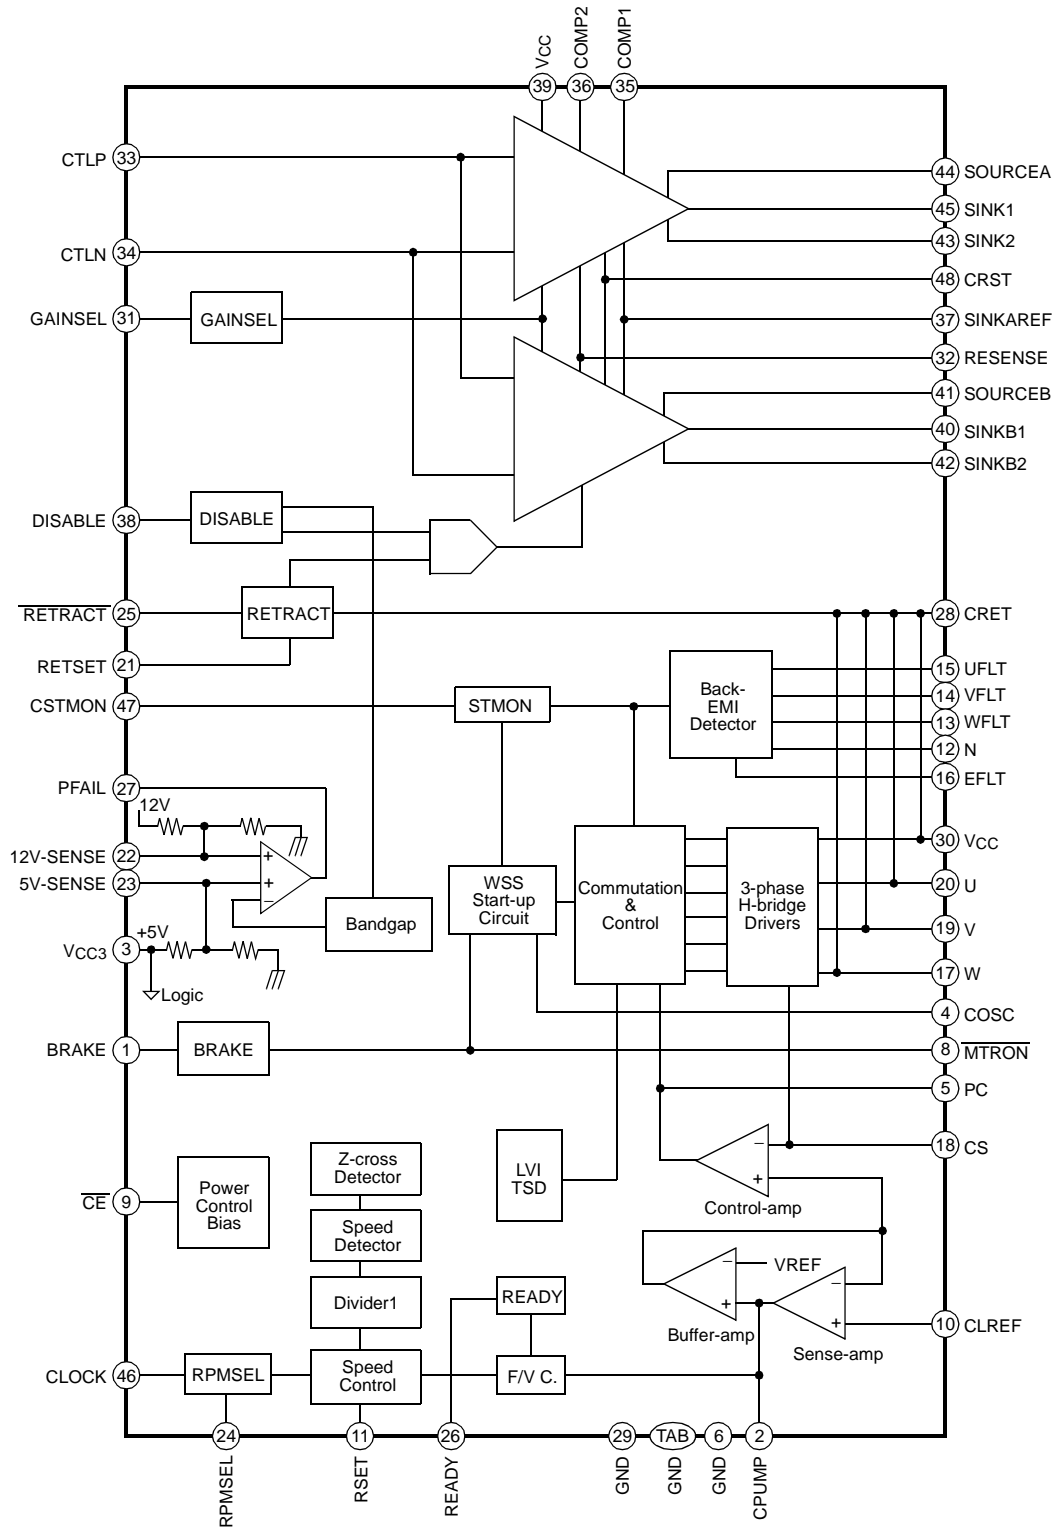 VCC
COMP2
COMP1
39
36
35
CTLP 33
CTLN 34
GAINSEL 31
GAINSEL
44 SOURCEA
45 SINK1
43 SINK2
48 CRST
37 SINKAREF
32 RESENSE
41 SOURCEB
40 SINKB1
42 SINKB2
DISABLE 38
DISABLE
RETRACT 25
RETRACT
28 CRET
RETSET 21
CSTMON 47
STMON
Back-
EMI
Detector
15 UFLT
14 VFLT
13 WFLT
12 N
16 EFLT
PFAIL 27
12V
12V-SENSE 22
+
5V-SENSE 23
+
−
Bandgap
VCC3 3
+5V
Logic
WSS
Start-up
Circuit
Commutation
&
Control
3-phase
H-bridge
Drivers
30 VCC
20 U
19 V
17 W
4 COSC
BRAKE 1
BRAKE
8 MTRON
5 PC
18 CS
−
+
Control-amp
CE 9
Power
Control
Bias
Z-cross
Detector
Speed
Detector
Divider1
Speed
Control
LVI
TSD
− VREF
+
Buffer-amp
−
+
Sense-amp
10 CLREF
READY
F/V C.
CLOCK 46
RPMSEL
24
11
26
29
TAB
6
2
RPMSEL
RSET
READY
GND
GND
GND
CPUMP